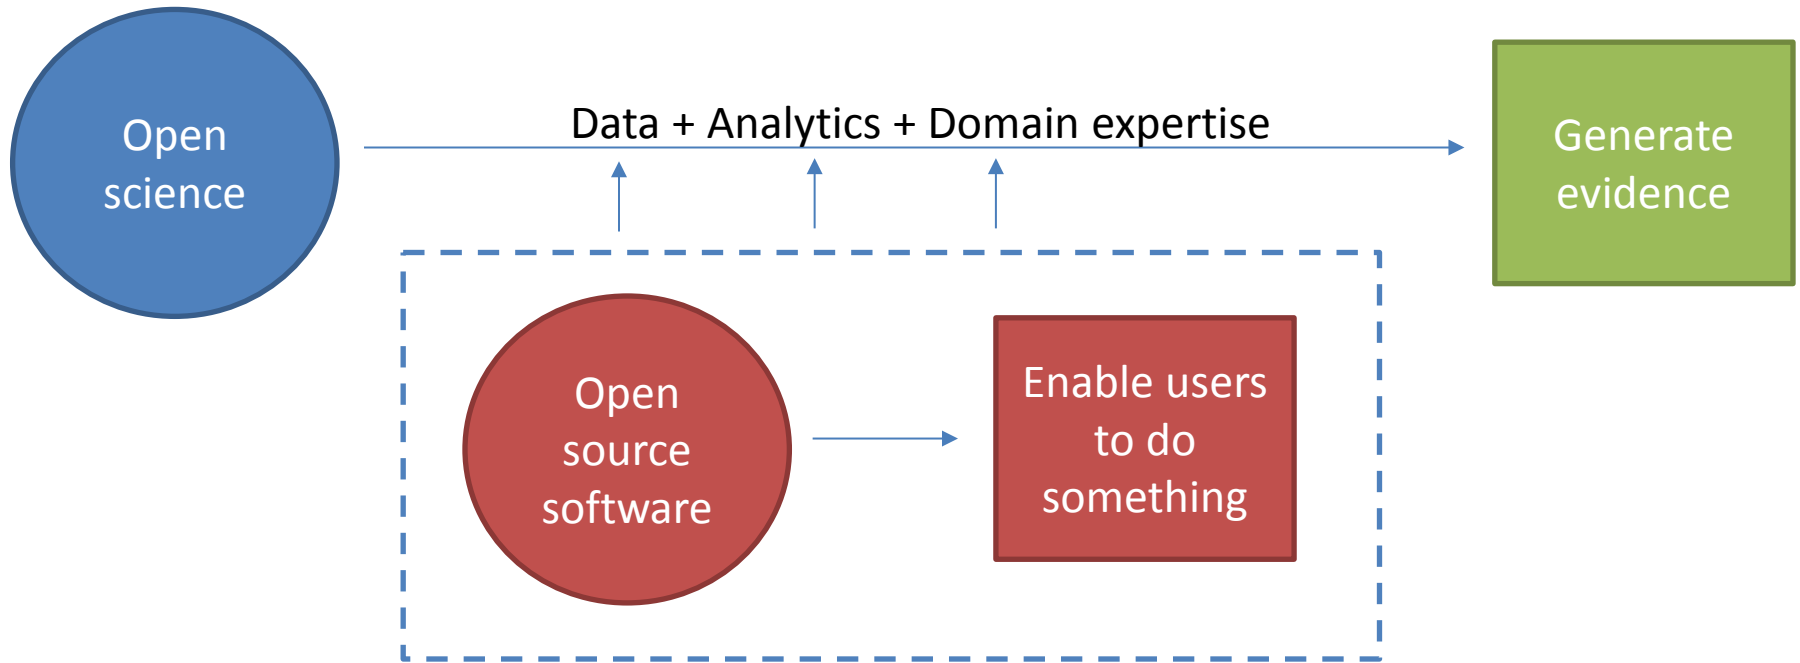 Open
science
Data + Analytics + Domain expertise
Generate
evidence
Open
source
software
Enable users
to do
something